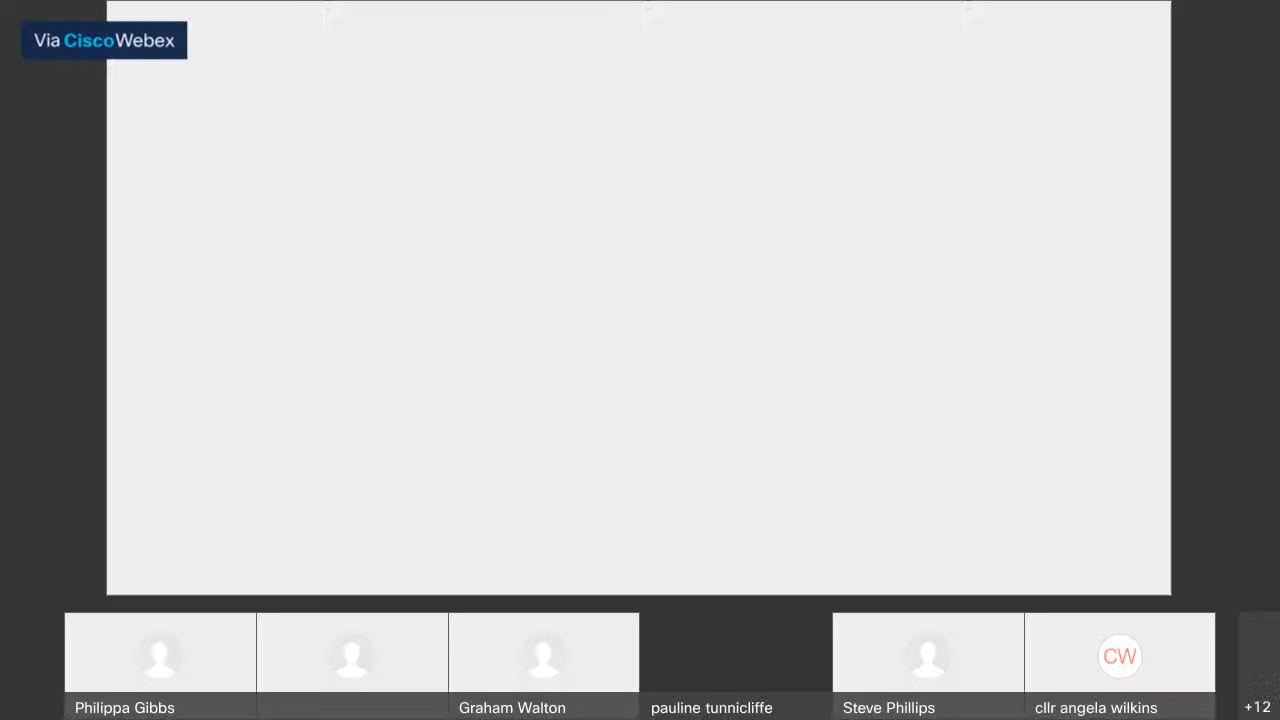 Via CiscoWebex
CW
Philippa Gibbs
Graham Walton
pauline tunnicliffe
Steve Phillips
cllr angela wilkins
+12